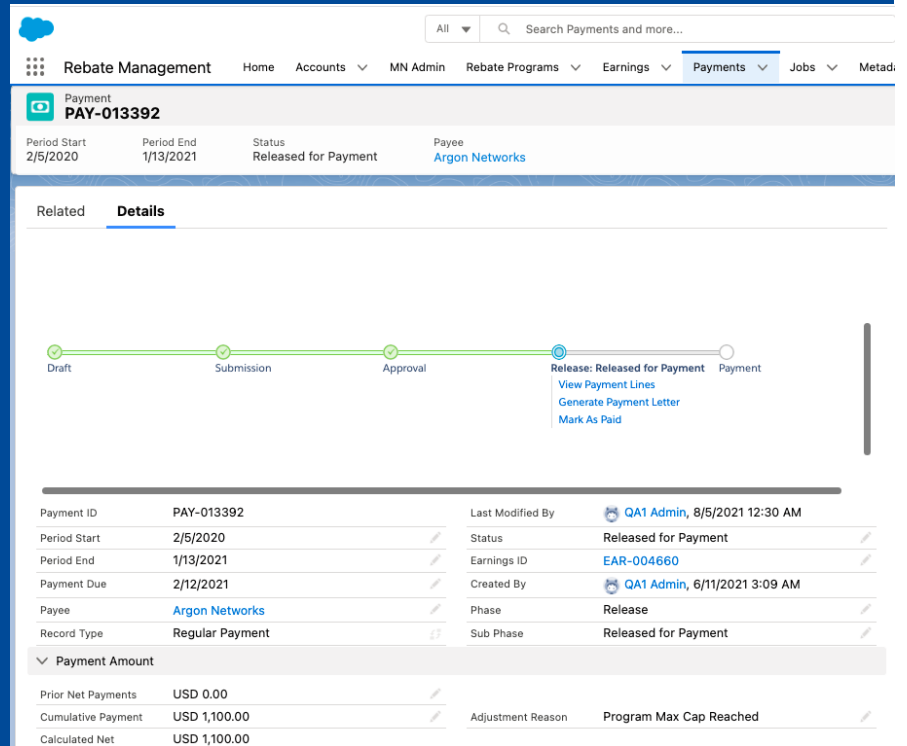 All
Search Payments and more...
Rebate Management Home Accounts MN Admin Rebate Programs Earnings Payments Jobs
Payment
PAY-013392
Period Start Period End Status Payee
2/5/2020 1/13/2021 Released for Payment Argon Networks
Related Details
Draft Submission Approval Release: Released for Payment Payment
View Payment Lines
Generate Payment Letter
Mark As Paid
Payment ID PAY-013392 Last Modified By QA1 Admin, 8/5/2021 12:30 AM
Period Start 2/5/2020 Status Released for Payment
Period End 1/13/2021 Earnings ID EAR-004660
Payment Due 2/12/2021 Created By QA1 Admin, 6/11/2021 3:09 AM
Payee Argon Networks Phase Release
Record Type Regular Payment Sub Phase Released for Payment
Payment Amount
Prior Net Payments USD 0.00
Cumulative Payment USD 1,100.00 Adjustment Reason Program Max Cap Reached
Calculated Net USD 1,100.00